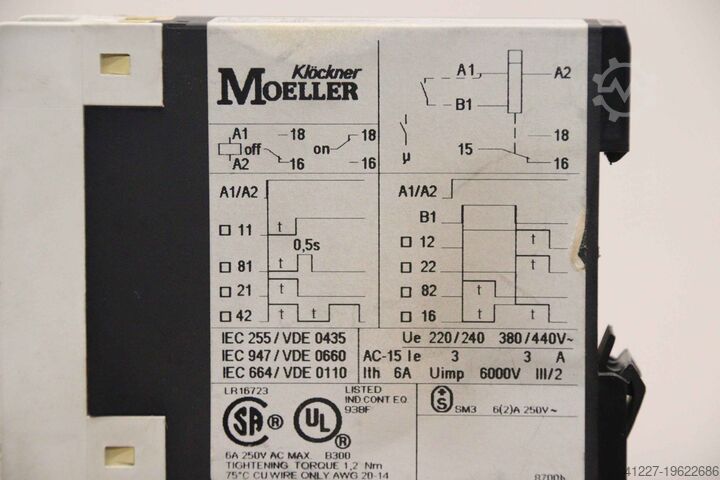 Klöckner
MOELLER
A1 18
off
A2 16
on 18
16
A1 A2
B1
18
15
16
µ
A1/A2
11 t
0,5s
81 t
21 t
42 t t
A1/A2
B1
12 t
22 t
82 t
16 t t
IEC 255/VDE 0435
IEC 947/VDE 0660
IEC 664/VDE 0110
Ue 220/240 380/440V~
AC-15 Ie 3 3 A
Ith 6A Uimp 6000V III/2
LR16723
SA ®
UL ®
LISTED
IND CONT EQ
938F
6A 250V AC MAX B300
TIGHTENING TORQUE 1,2 Nm
75°C CU WIRE ONLY AWG 20-14
S SM3 6(2)A 250V~
41227-19622686